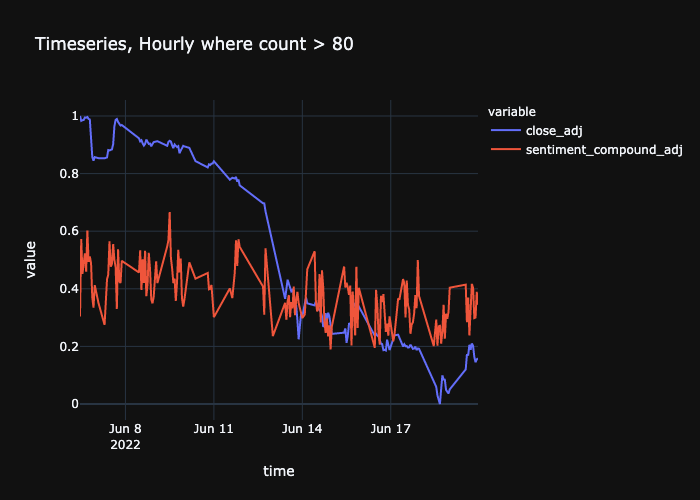 Timeseries, Hourly where count > 80
variable
close_adj
sentiment_compound_adj
value
1
0.8
0.6
0.4
0.2
0
Jun 8 Jun 11 Jun 14 Jun 17
2022
time